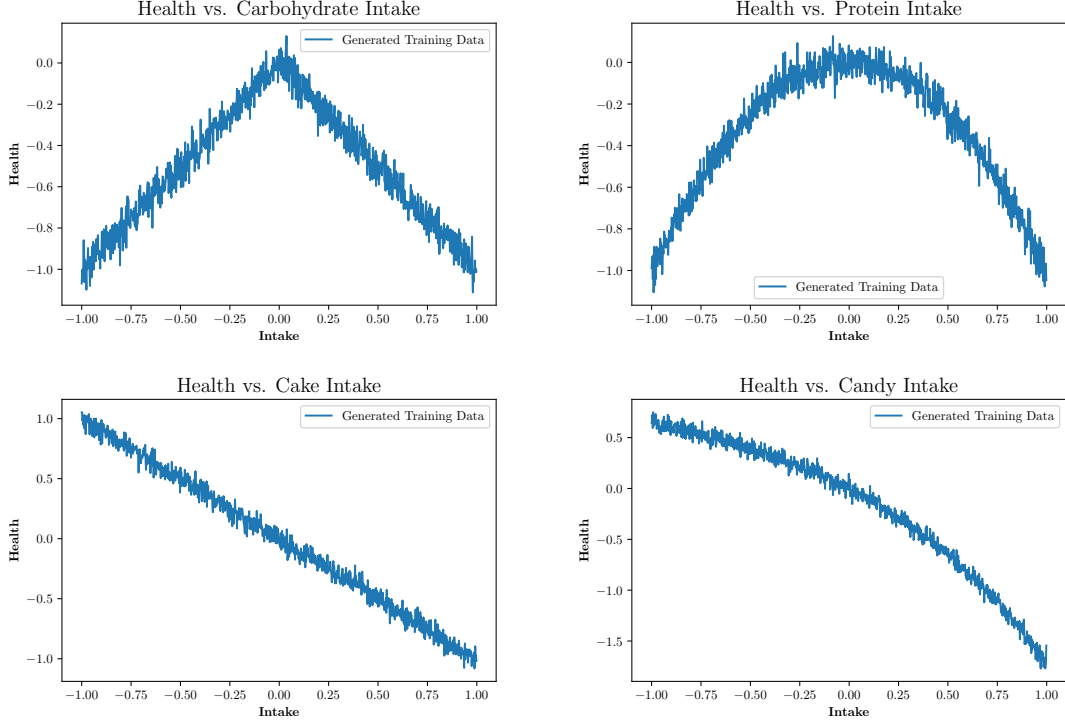 Health vs. Carbohydrate Intake
Generated Training Data
0.0
−0.2
−0.4
−0.6
−0.8
−1.0
Health
−1.00 −0.75 −0.50 −0.25 0.00 0.25 0.50 0.75 1.00
Intake
Health vs. Protein Intake
0.0
−0.2
−0.4
−0.6
−0.8
−1.0
Health
Generated Training Data
−1.00 −0.75 −0.50 −0.25 0.00 0.25 0.50 0.75 1.00
Intake
Health vs. Cake Intake
Generated Training Data
1.0
0.5
0.0
−0.5
−1.0
Health
−1.00 −0.75 −0.50 −0.25 0.00 0.25 0.50 0.75 1.00
Intake
Health vs. Candy Intake
Generated Training Data
0.5
0.0
−0.5
−1.0
−1.5
Health
−1.00 −0.75 −0.50 −0.25 0.00 0.25 0.50 0.75 1.00
Intake